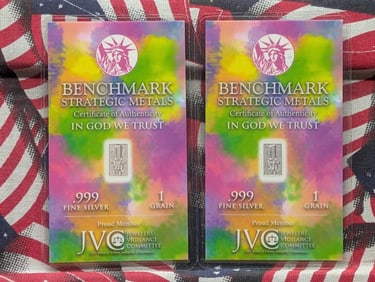 BENCHMARK
STRATEGIC METALS
Certificate of Authenticity
IN GOD WE TRUST
1
.999
FINE SILVER
1
GRAIN
Proud Member
JVC
JEWELERS
VIGILANCE
COMMITTEE
BENCHMARK
STRATEGIC METALS
Certificate of Authenticity
IN GOD WE TRUST
1
.999
FINE SILVER
1
GRAIN
Proud Member
JVC
JEWELERS
VIGILANCE
COMMITTEE